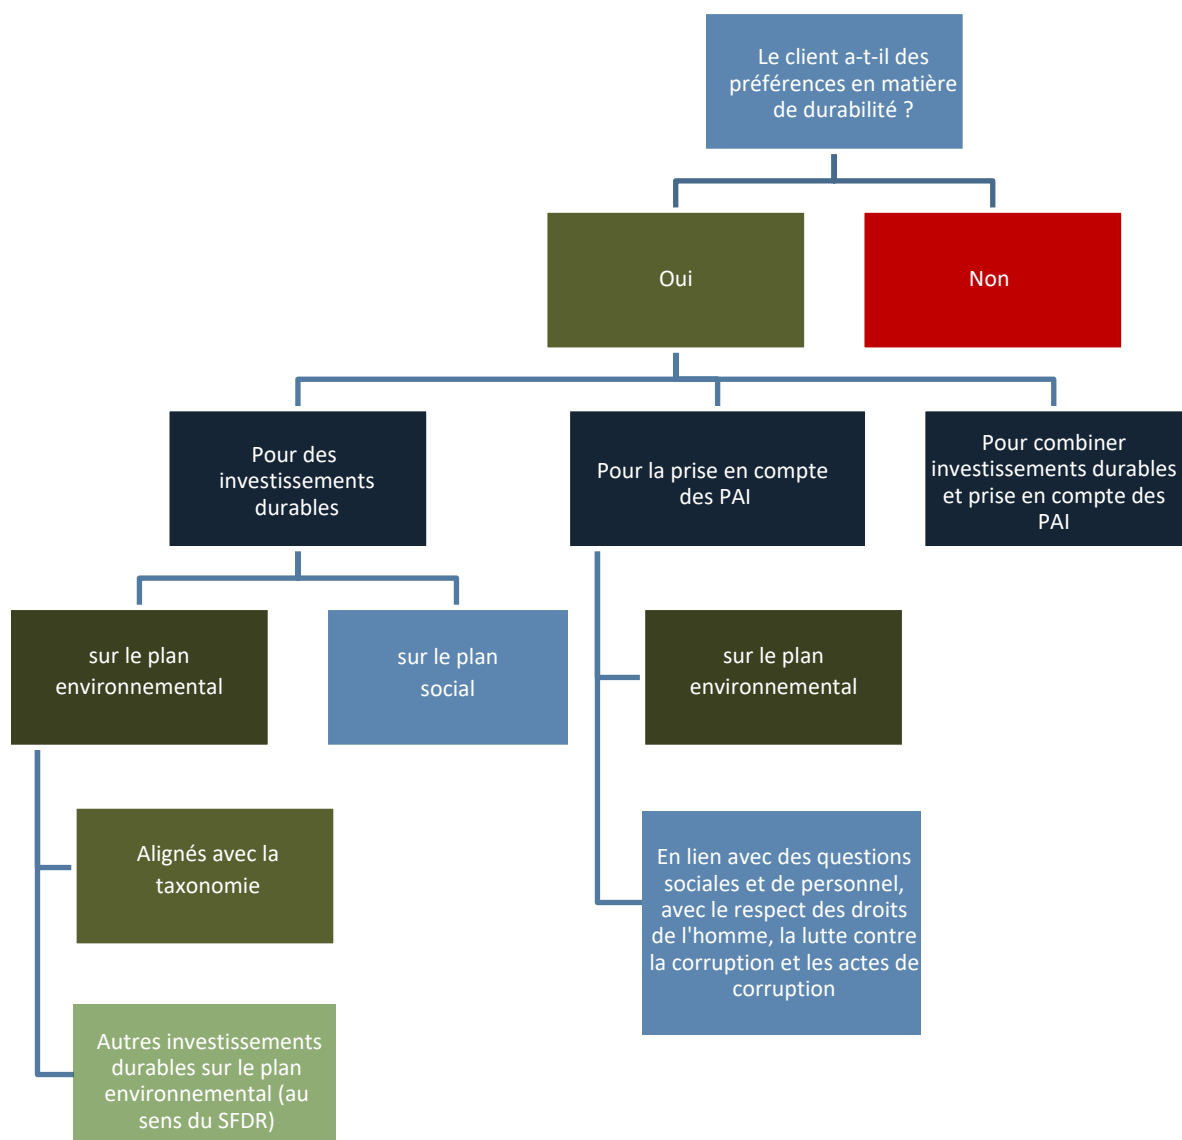 Le client a-t-il des
préférences en matière
de durabilité ?
Oui
Non
Pour des
investissements
durables
Pour la prise en compte
des PAI
Pour combiner
investissements durables
et prise en compte des
PAI
sur le plan
environnemental
sur le plan
social
sur le plan
environnemental
Alignés avec la
taxonomie
En lien avec des questions
sociales et de personnel,
avec le respect des droits
de l'homme, la lutte contre
la corruption et les actes de
corruption
Autres investissements
durables sur le plan
environnemental (au
sens du SFDR)